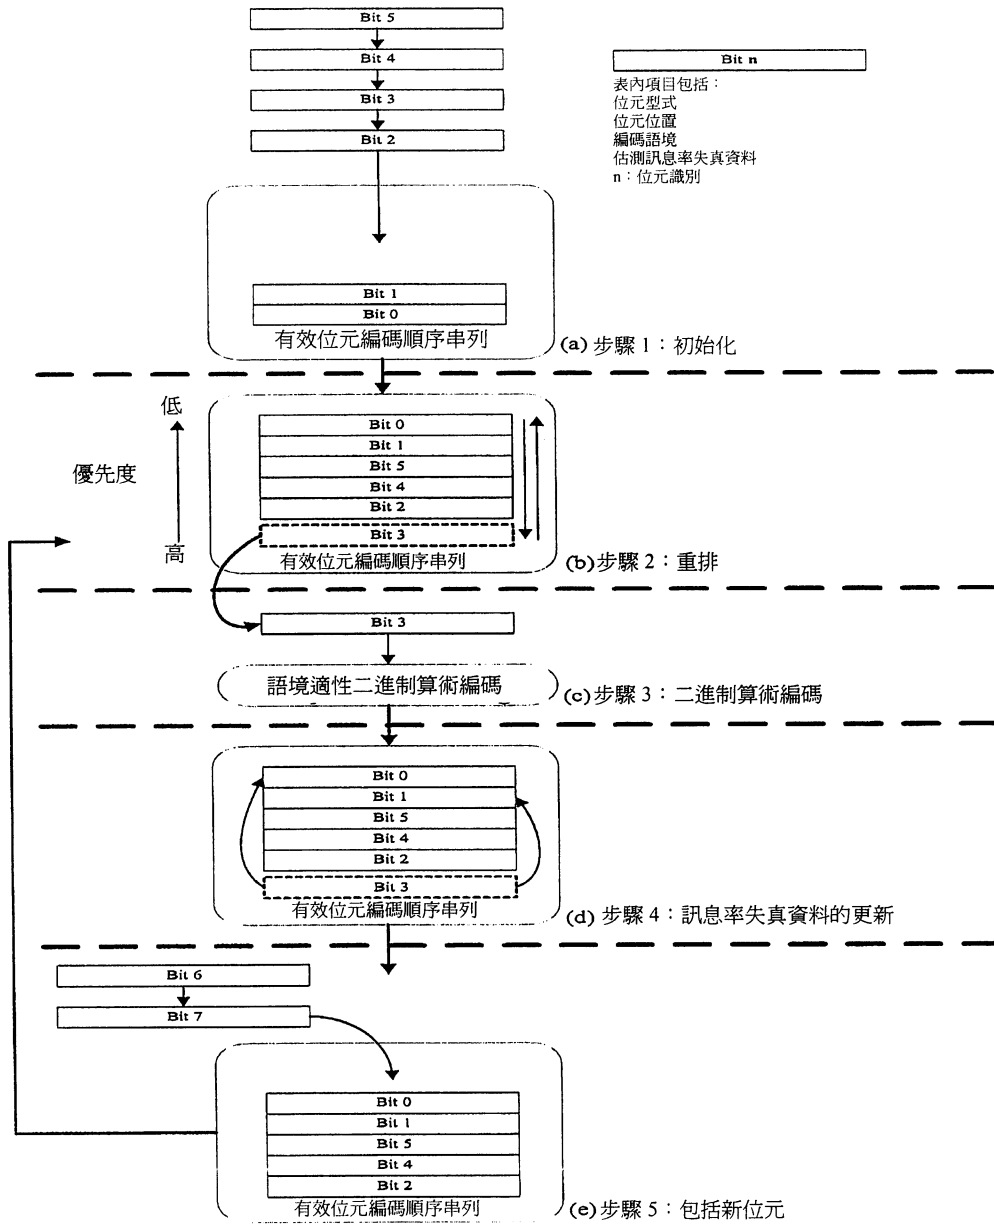 Bit 5
Bit 4
Bit 3
Bit 2
Bit n
表內項目包括：
位元型式
位元位置
編碼語境
估測訊息率失真資料
n：位元識別
Bit 1
Bit 0
有效位元編碼順序串列
(a) 步驟 1：初始化
低
優先度
高
Bit 0
Bit 1
Bit 5
Bit 4
Bit 2
Bit 3
有效位元編碼順序串列
(b) 步驟 2：重排
Bit 3
語境適性二進制算術編碼
(c) 步驟 3：二進制算術編碼
Bit 0
Bit 1
Bit 5
Bit 4
Bit 2
Bit 3
有效位元編碼順序串列
(d) 步驟 4：訊息率失真資料的更新
Bit 6
Bit 7
Bit 0
Bit 1
Bit 5
Bit 4
Bit 2
有效位元編碼順序串列
(e) 步驟 5：包括新位元